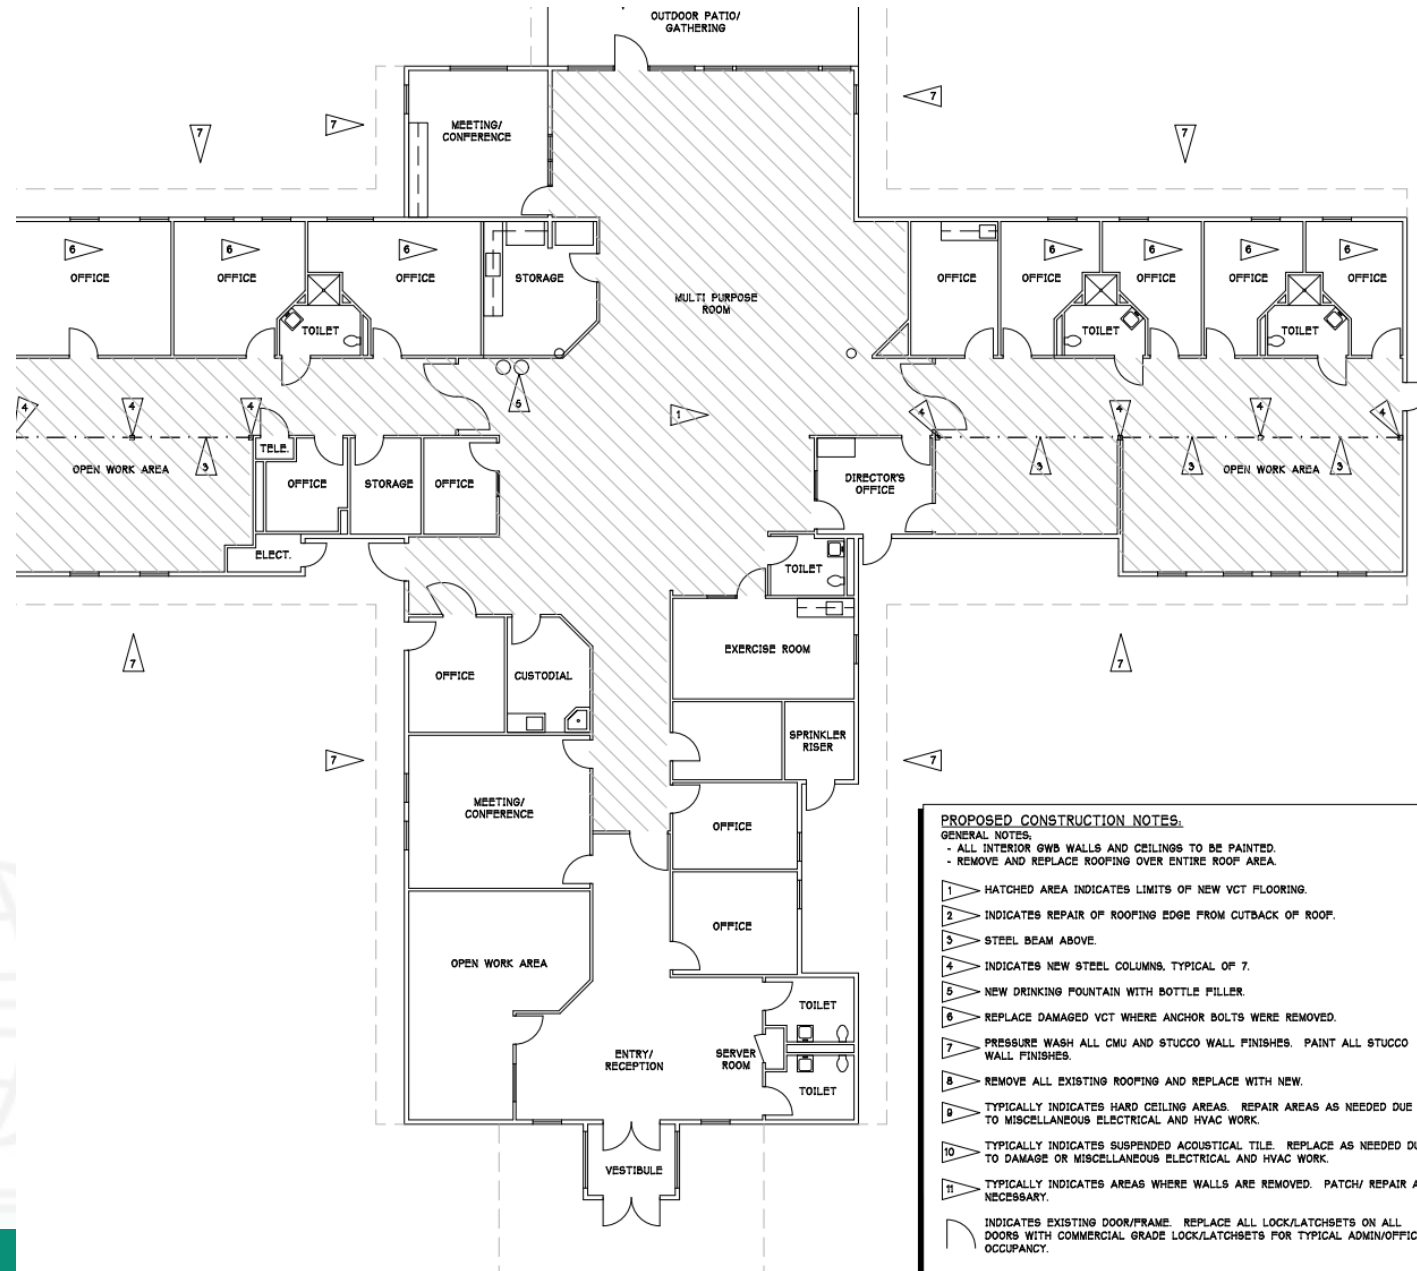 OUTDOOR PATIO/
GATHERING
7
7
7
7
MEETING/
CONFERENCE
6
OFFICE
6
OFFICE
6
OFFICE
STORAGE
TOILET
MULTI PURPOSE
ROOM
OFFICE
6
OFFICE
6
OFFICE
6
OFFICE
6
OFFICE
TOILET
TOILET
4
4
4
5
1
4
4
4
4
3
OPEN WORK AREA
TELE.
OFFICE
STORAGE
OFFICE
DIRECTOR'S
OFFICE
3
3
OPEN WORK AREA
3
ELECT.
TOILET
7
OFFICE
CUSTODIAL
EXERCISE ROOM
7
7
MEETING/
CONFERENCE
SPRINKLER
RISER
7
OFFICE
OFFICE
OPEN WORK AREA
ENTRY/
RECEPTION
SERVER
ROOM
TOILET
TOILET
VESTIBULE
PROPOSED CONSTRUCTION NOTES:
GENERAL NOTES:
- ALL INTERIOR GWB WALLS AND CEILINGS TO BE PAINTED.
- REMOVE AND REPLACE ROOFING OVER ENTIRE ROOF AREA.
1 HATCHED AREA INDICATES LIMITS OF NEW VCT FLOORING.
2 INDICATES REPAIR OF ROOFING EDGE FROM CUTBACK OF ROOF.
3 STEEL BEAM ABOVE.
4 INDICATES NEW STEEL COLUMNS, TYPICAL OF 7.
5 NEW DRINKING FOUNTAIN WITH BOTTLE FILLER.
6 REPLACE DAMAGED VCT WHERE ANCHOR BOLTS WERE REMOVED.
7 PRESSURE WASH ALL CMU AND STUCCO WALL FINISHES. PAINT ALL STUCCO
WALL FINISHES.
8 REMOVE ALL EXISTING ROOFING AND REPLACE WITH NEW.
9 TYPICALLY INDICATES HARD CEILING AREAS. REPAIR AREAS AS NEEDED DUE
TO MISCELLANEOUS ELECTRICAL AND HVAC WORK.
10 TYPICALLY INDICATES SUSPENDED ACOUSTICAL TILE. REPLACE AS NEEDED DU
TO DAMAGE OR MISCELLANEOUS ELECTRICAL AND HVAC WORK.
11 TYPICALLY INDICATES AREAS WHERE WALLS ARE REMOVED. PATCH/ REPAIR A
NECESSARY.
INDICATES EXISTING DOOR/FRAME. REPLACE ALL LOCK/LATCHSETS ON ALL
DOORS WITH COMMERCIAL GRADE LOCK/LATCHSETS FOR TYPICAL ADMIN/OFFIC
OCCUPANCY.